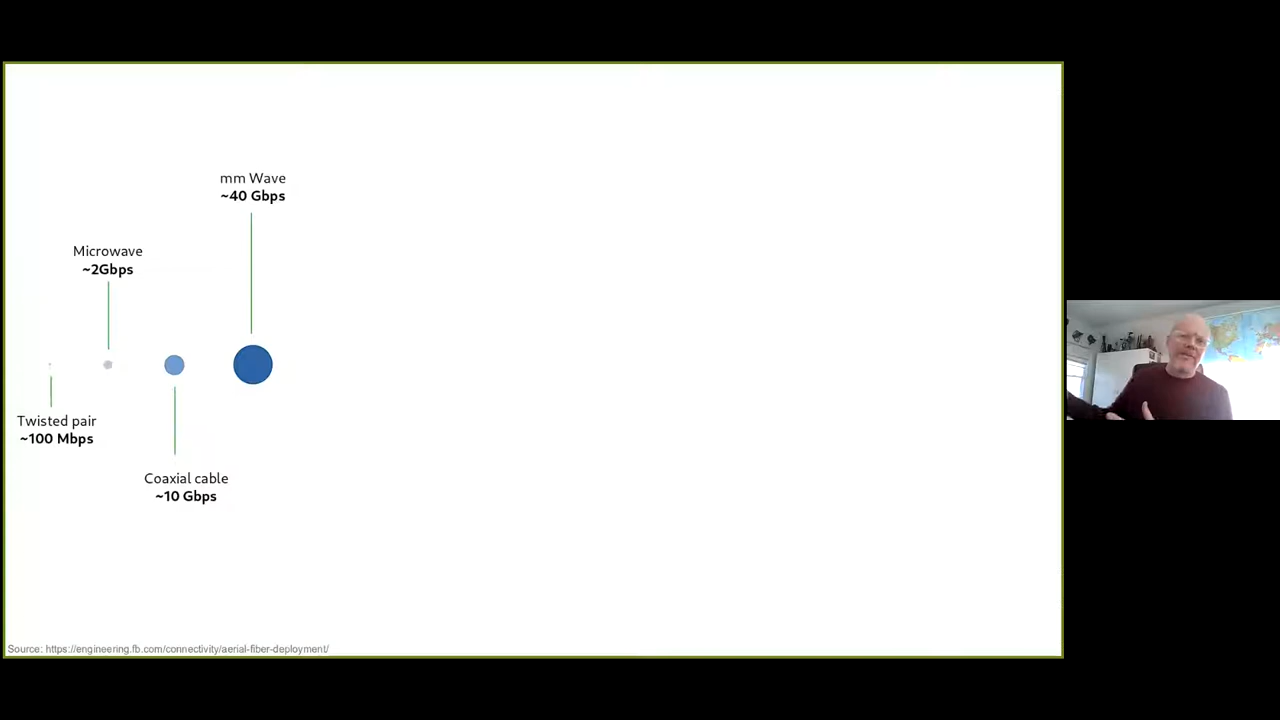 mm Wave
~40 Gbps
Microwave
~2Gbps
Twisted pair
~100 Mbps
Coaxial cable
~10 Gbps
Source: https://engineering.fb.com/connectivity/aerial-fiber-deployment/